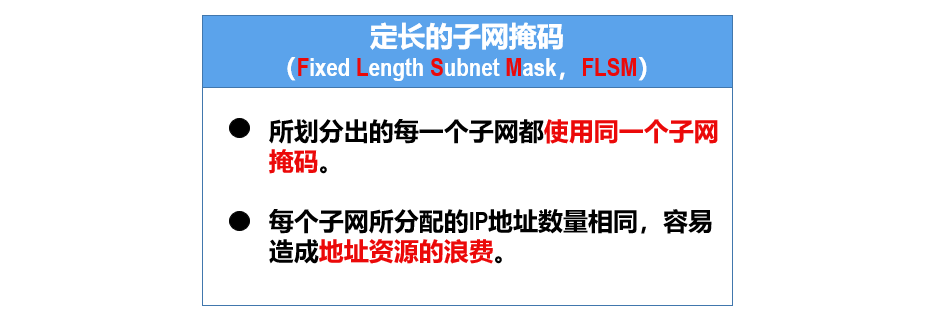 定长的子网掩码
（Fixed Length Subnet Mask，FLSM）
● 所划分出的每一个子网都使用同一个子网
掩码。
● 每个子网所分配的IP地址数量相同，容易
造成地址资源的浪费。